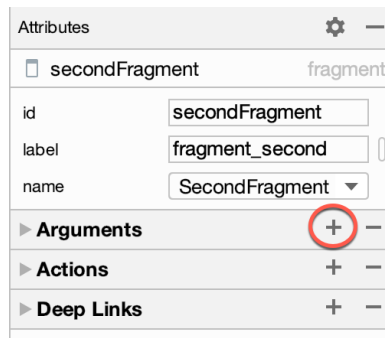 Attributes
secondFragment fragment
id secondFragment
label fragment_second
name SecondFragment
Arguments
Actions
Deep Links